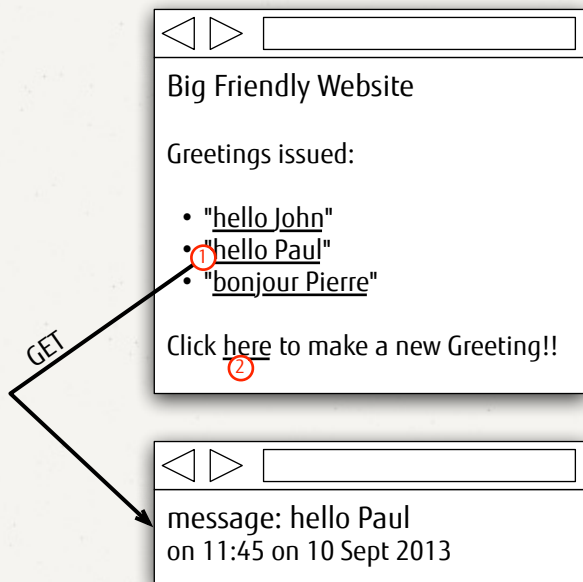 Big Friendly Website
Greetings issued:
• "hello John"
• "hello Paul"
1
• "bonjour Pierre"
GET
Click here to make a new Greeting!!
2
message: hello Paul
on 11:45 on 10 Sept 2013